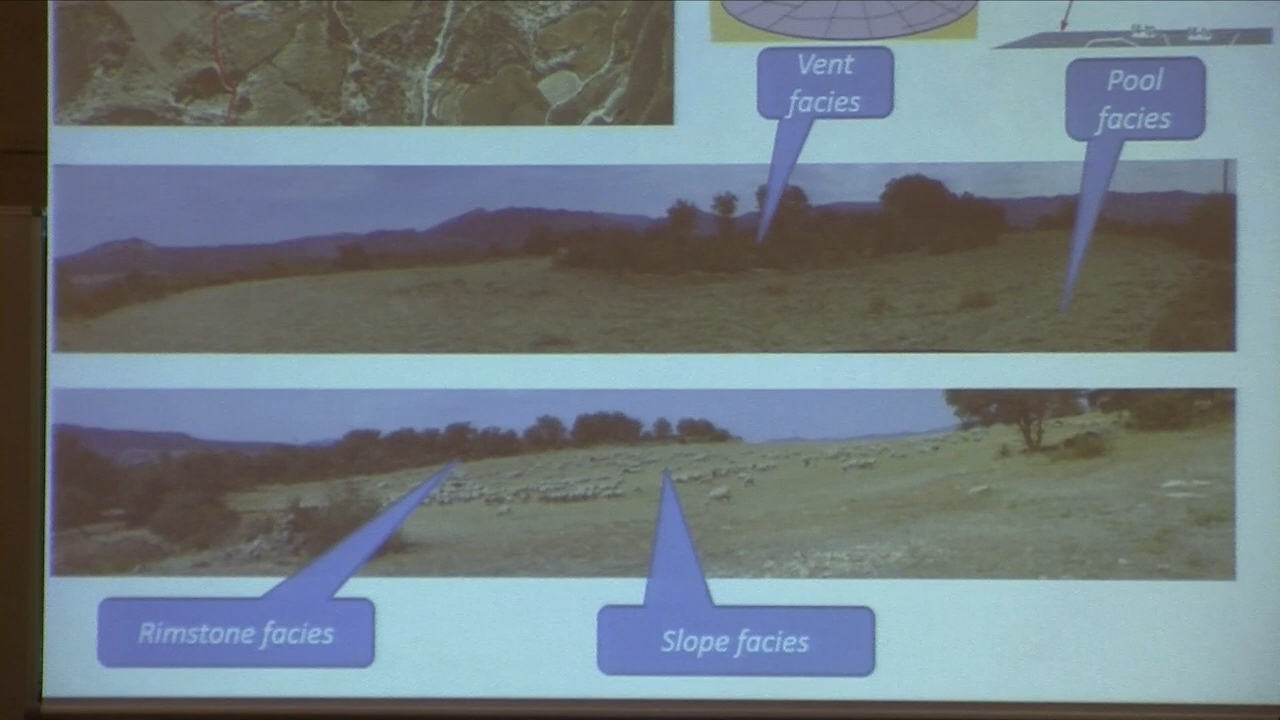 Vent
facies
Pool
facies
Rimstone facies
Slope facies